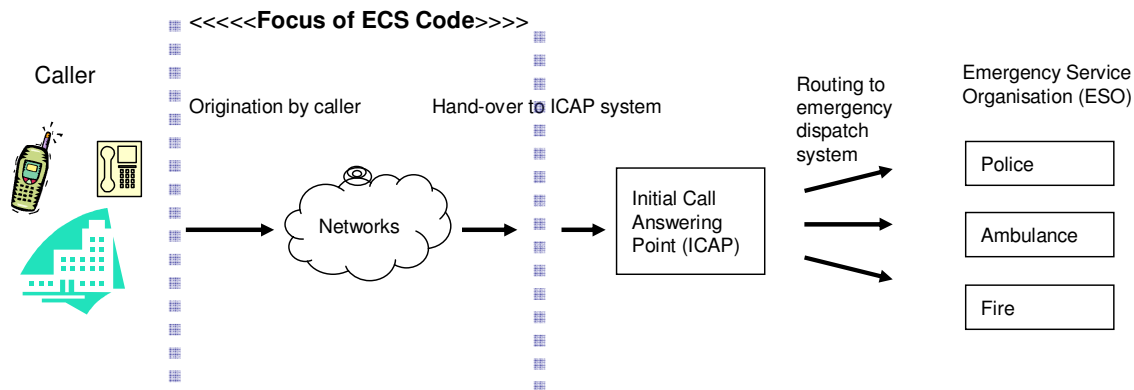 <<<<<Focus of ECS Code>>>>
Caller
Origination by caller
Hand-over to ICAP system
Routing to
emergency
dispatch
system
Emergency Service
Organisation (ESO)
Networks
Initial Call
Answering
Point (ICAP)
Police
Ambulance
Fire